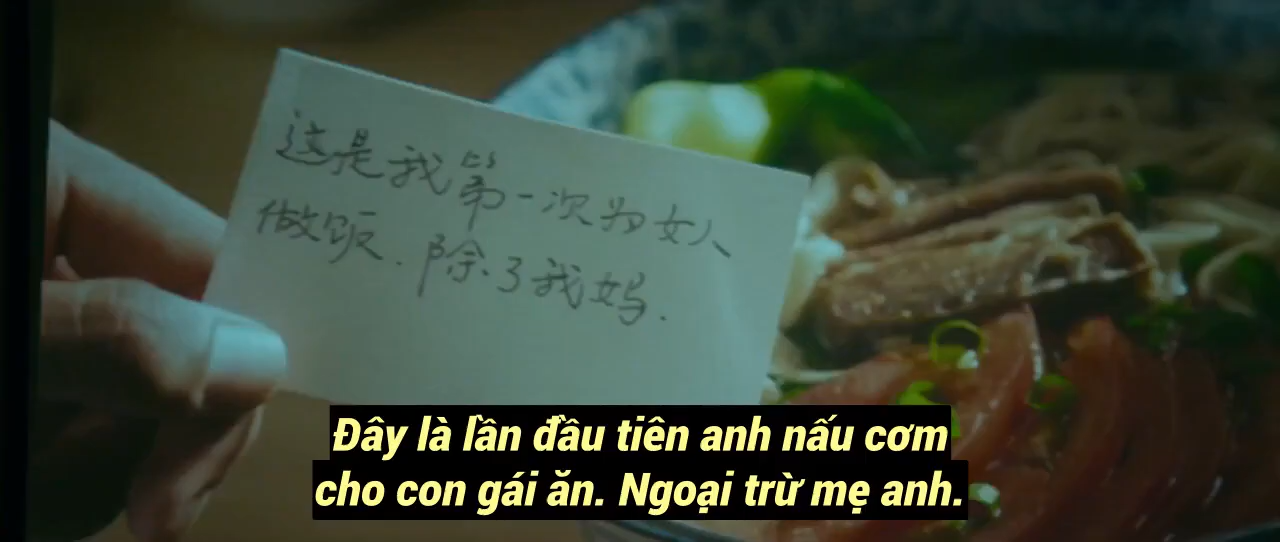 这是我第一次为女人
做饭.除了我妈.
Đây là lần đầu tiên anh nấu cơm
cho con gái ăn. Ngoại trừ mẹ anh.